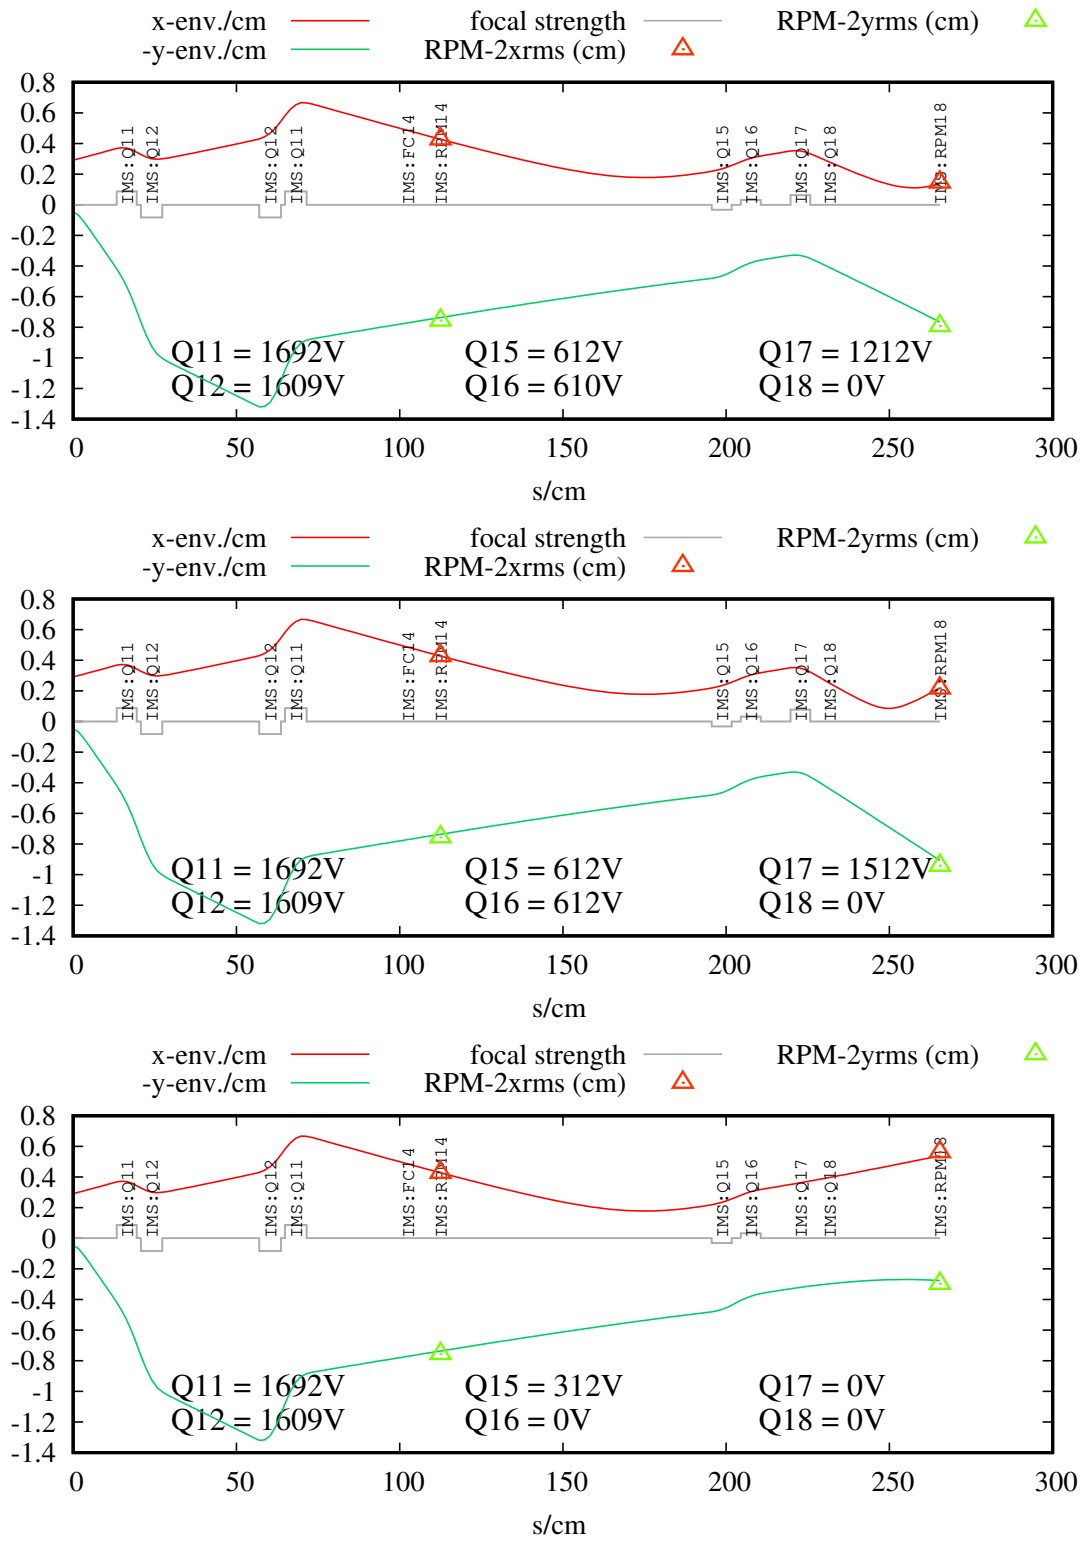 x-env./cm focal strength RPM-2yrms (cm)
-y-env./cm RPM-2xrms (cm)
0.8
0.6
0.4
0.2
0
-0.2
-0.4
-0.6
-0.8
-1
-1.2
-1.4
IMS:Q11
IMS:Q12
IMS:Q12
IMS:Q11
IMS:FC14
IMS:RPM14
IMS:Q15
IMS:Q16
IMS:Q17
IMS:Q18
IMS:RPM18
Q11 = 1692V Q15 = 612V Q17 = 1212V
Q12 = 1609V Q16 = 610V Q18 = 0V
0 50 100 150 200 250 300
s/cm
x-env./cm focal strength RPM-2yrms (cm)
-y-env./cm RPM-2xrms (cm)
0.8
0.6
0.4
0.2
0
-0.2
-0.4
-0.6
-0.8
-1
-1.2
-1.4
IMS:Q11
IMS:Q12
IMS:Q12
IMS:Q11
IMS:FC14
IMS:RPM14
IMS:Q15
IMS:Q16
IMS:Q17
IMS:Q18
IMS:RPM18
Q11 = 1692V Q15 = 612V Q17 = 1512V
Q12 = 1609V Q16 = 612V Q18 = 0V
0 50 100 150 200 250 300
s/cm
x-env./cm focal strength RPM-2yrms (cm)
-y-env./cm RPM-2xrms (cm)
0.8
0.6
0.4
0.2
0
-0.2
-0.4
-0.6
-0.8
-1
-1.2
-1.4
IMS:Q11
IMS:Q12
IMS:Q12
IMS:Q11
IMS:FC14
IMS:RPM14
IMS:Q15
IMS:Q16
IMS:Q17
IMS:Q18
IMS:RPM18
Q11 = 1692V Q15 = 312V Q17 = 0V
Q12 = 1609V Q16 = 0V Q18 = 0V
0 50 100 150 200 250 300
s/cm